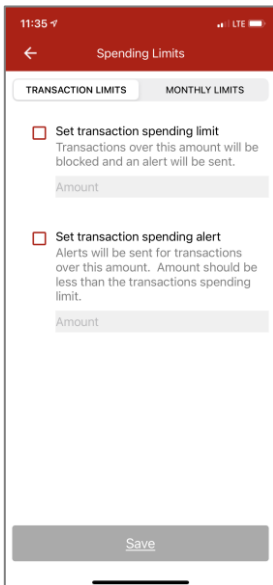 11:35
LTE
Spending Limits
TRANSACTION LIMITS MONTHLY LIMITS
Set transaction spending limit
Transactions over this amount will be
blocked and an alert will be sent.
Amount
Set transaction spending alert
Alerts will be sent for transactions
over this amount. Amount should be
less than the transactions spending
limit.
Amount
Save